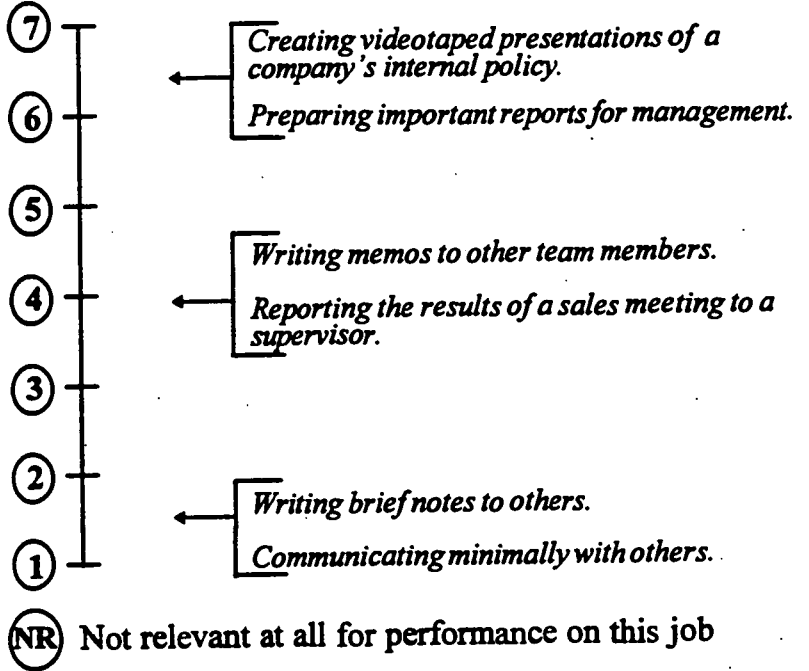 7
Creating videotaped presentations of a
company's internal policy.
6
Preparing important reports for management.
5
Writing memos to other team members.
4
Reporting the results of a sales meeting to a
supervisor.
3
2
Writing brief notes to others.
1
Communicating minimally with others.
NR Not relevant at all for performance on this job